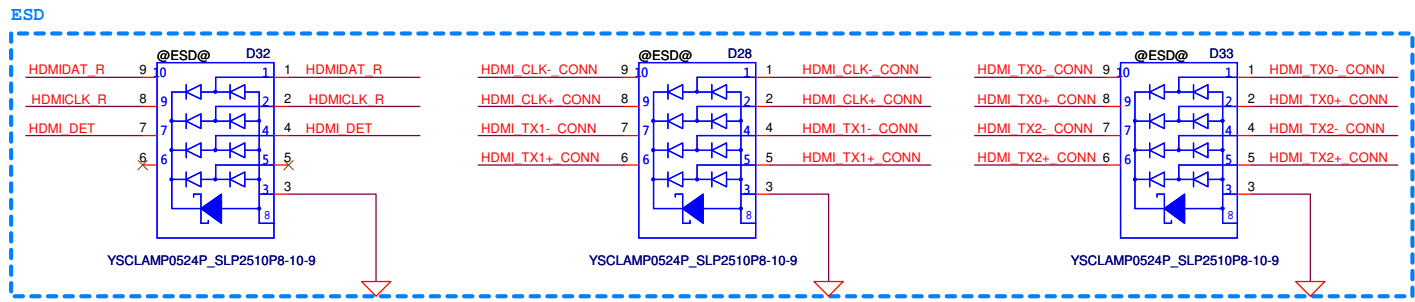 ESD
@ESD@ D32 @ESD@ D28 @ESD@ D33
HDMIDAT_R 9 10 1 1 HDMIDAT_R HDMI_CLK-_CONN 9 10 1 1 HDMI_CLK-_CONN HDMI_TX0-_CONN 9 10 1 1 HDMI_TX0-_CONN
HDMICLK_R 8 9 2 2 HDMICLK_R HDMI_CLK+_CONN 8 9 2 2 HDMI_CLK+_CONN HDMI_TX0+_CONN 8 9 2 2 HDMI_TX0+_CONN
HDMI_DET 7 7 4 4 HDMI_DET HDMI_TX1-_CONN 7 7 4 4 HDMI_TX1-_CONN HDMI_TX2-_CONN 7 7 4 4 HDMI_TX2-_CONN
6 6 5 5 HDMI_TX1+_CONN 6 6 5 5 HDMI_TX1+_CONN HDMI_TX2+_CONN 6 6 5 5 HDMI_TX2+_CONN
3 3 3 3 3 3
8 8 8
YSCLAMP0524P_SLP2510P8-10-9 YSCLAMP0524P_SLP2510P8-10-9 YSCLAMP0524P_SLP2510P8-10-9